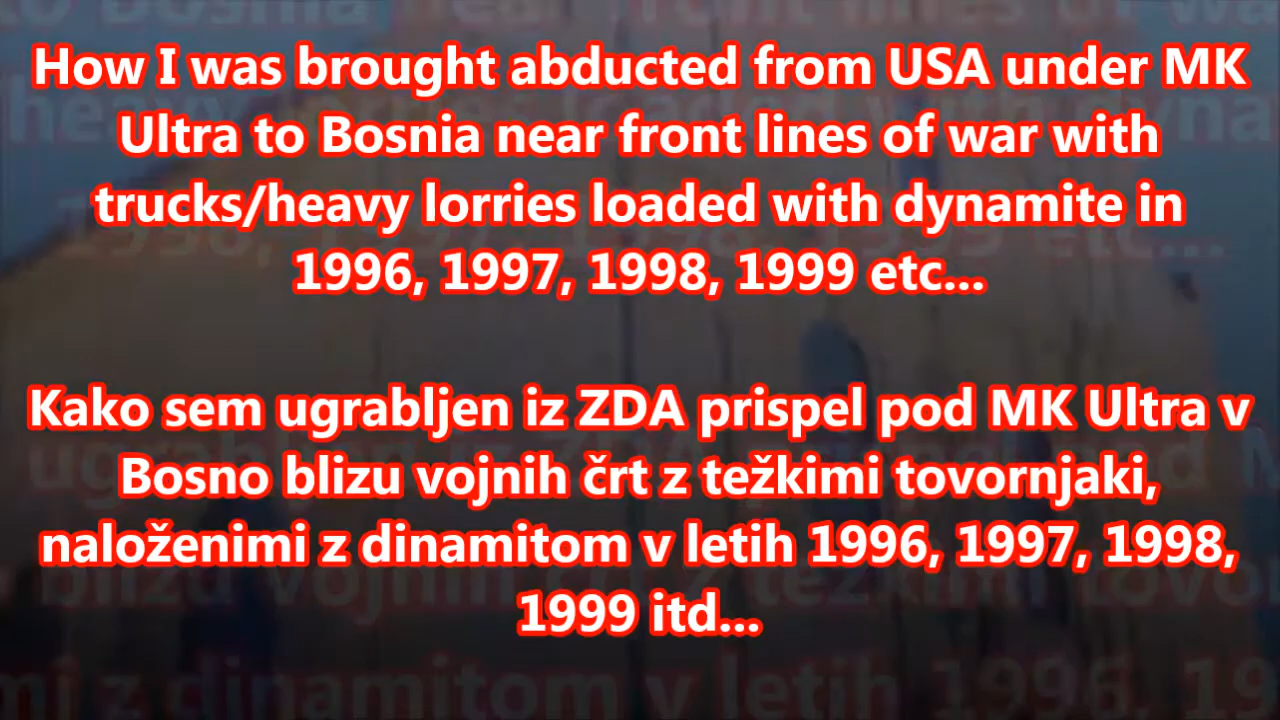 How I was brought abducted from USA under MK
Ultra to Bosnia near front lines of war with
trucks/heavy lorries loaded with dynamite in
1996, 1997, 1998, 1999 etc...
Kako sem ugrabljen iz ZDA prispel pod MK Ultra v
Bosno blizu vojnih črt z težkimi tovornjaki,
naloženimi z dinamitom v letih 1996, 1997, 1998,
1999 itd...